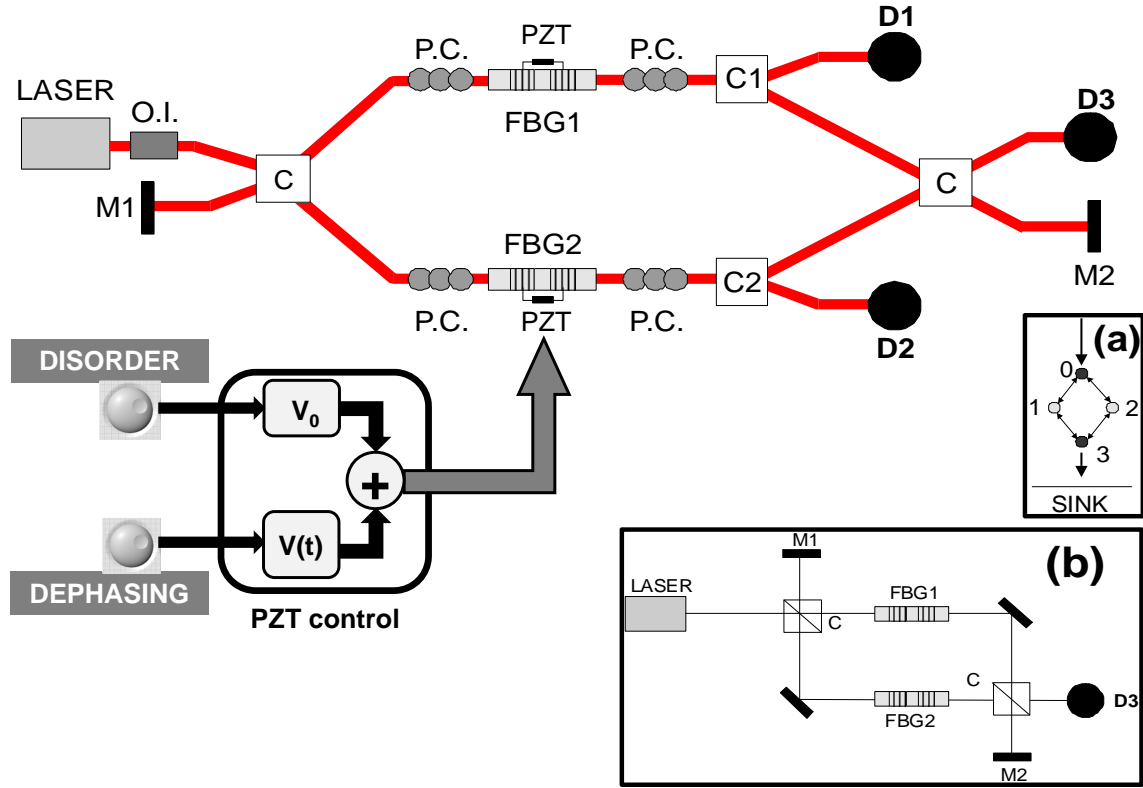 D1
PZT
P.C.
P.C.
LASER
C1
O.I.
FBG1
D3
C
C
M1
FBG2
M2
C2
P.C.
PZT
P.C.
D2
DISORDER
V0
+
V(t)
DEPHASING
PZT control
(a)
0
1
2
3
SINK
(b)
M1
LASER
FBG1
C
C
FBG2
D3
M2